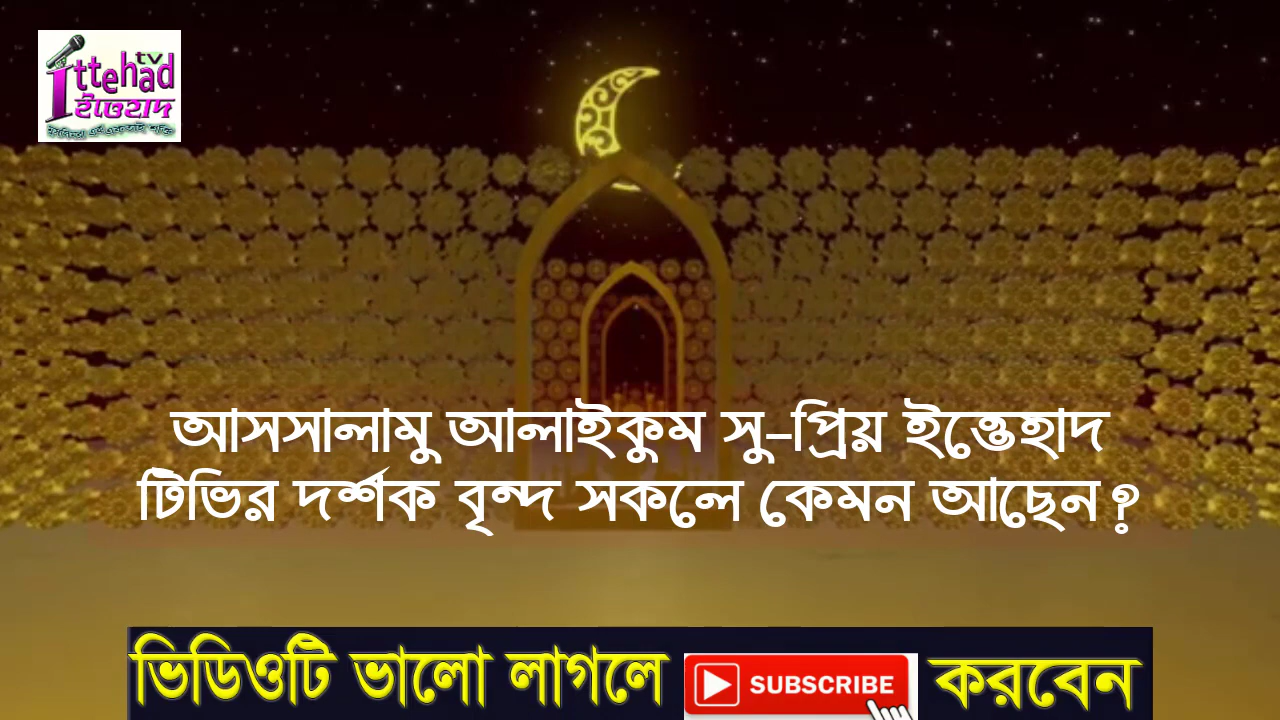 tv
ittehad
ইত্তেহাদ
আসসালামু আলাইকুম সু-প্রিয় ইত্তেহাদ
টিভির দর্শক বৃন্দ সকলে কেমন আছেন?
ভিডিওটি ভালো লাগলে SUBSCRIBE করবেন